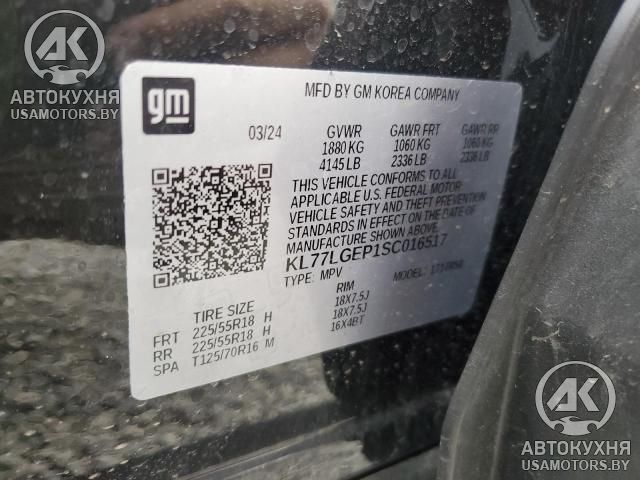 AK
АВТОКУХНЯ
USAMOTORS.BY
gm
MFD BY GM KOREA COMPANY
03/24 GVWR GAWR FRT GAWR RR
1880 KG 1060 KG 1060 KG
4145 LB 2336 LB 2336 LB
THIS VEHICLE CONFORMS TO ALL
APPLICABLE U.S. FEDERAL MOTOR
VEHICLE SAFETY AND THEFT PREVENTION
STANDARDS IN EFFECT ON THE DATE OF
MANUFACTURE SHOWN ABOVE.
KL77LGEP1SC016517
TYPE: MPV MODEL:
TIRE SIZE RIM
FRT 225/55R18 H 18X7.5J
RR 225/55R18 H 18X7.5J
SPA T125/70R16 M 16X4BT
AK
АВТОКУХНЯ
USAMOTORS.BY